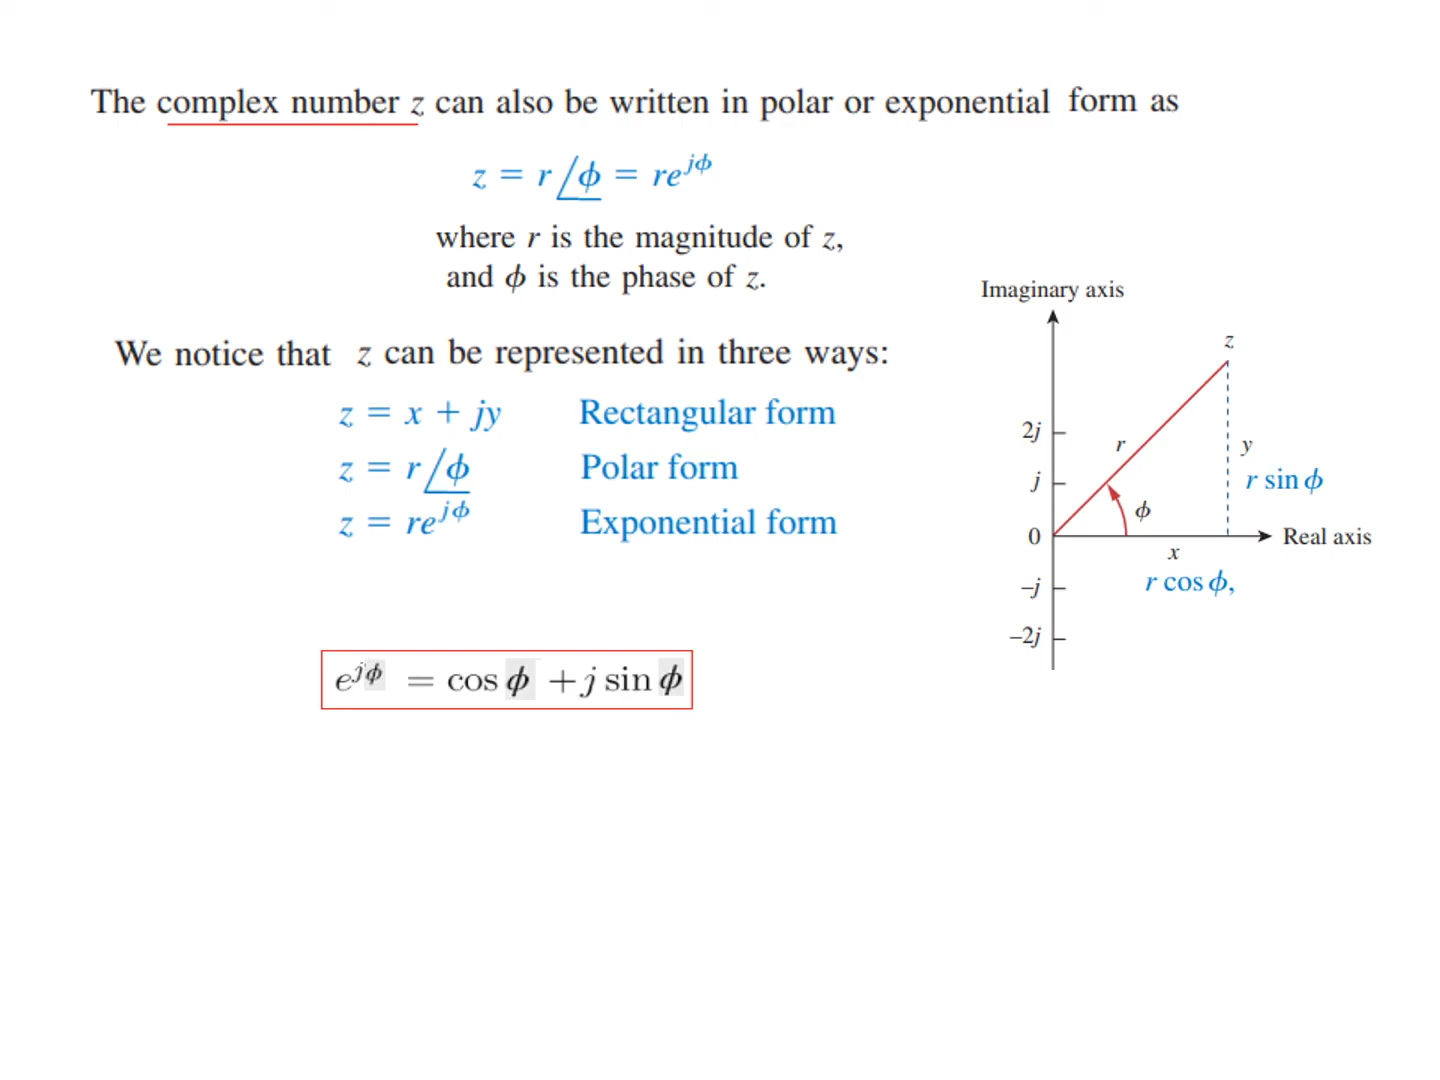 The complex number z can also be written in polar or exponential form as
z = r∠ϕ = re^{jϕ}
where r is the magnitude of z,
and ϕ is the phase of z.
We notice that z can be represented in three ways:
z = x + jy Rectangular form
z = r∠ϕ Polar form
z = re^{jϕ} Exponential form
e^{jϕ} = cos ϕ + j sin ϕ
Imaginary axis
z
2j
r
y
j
r sin ϕ
ϕ
0
Real axis
x
–j
r cos ϕ,
–2j